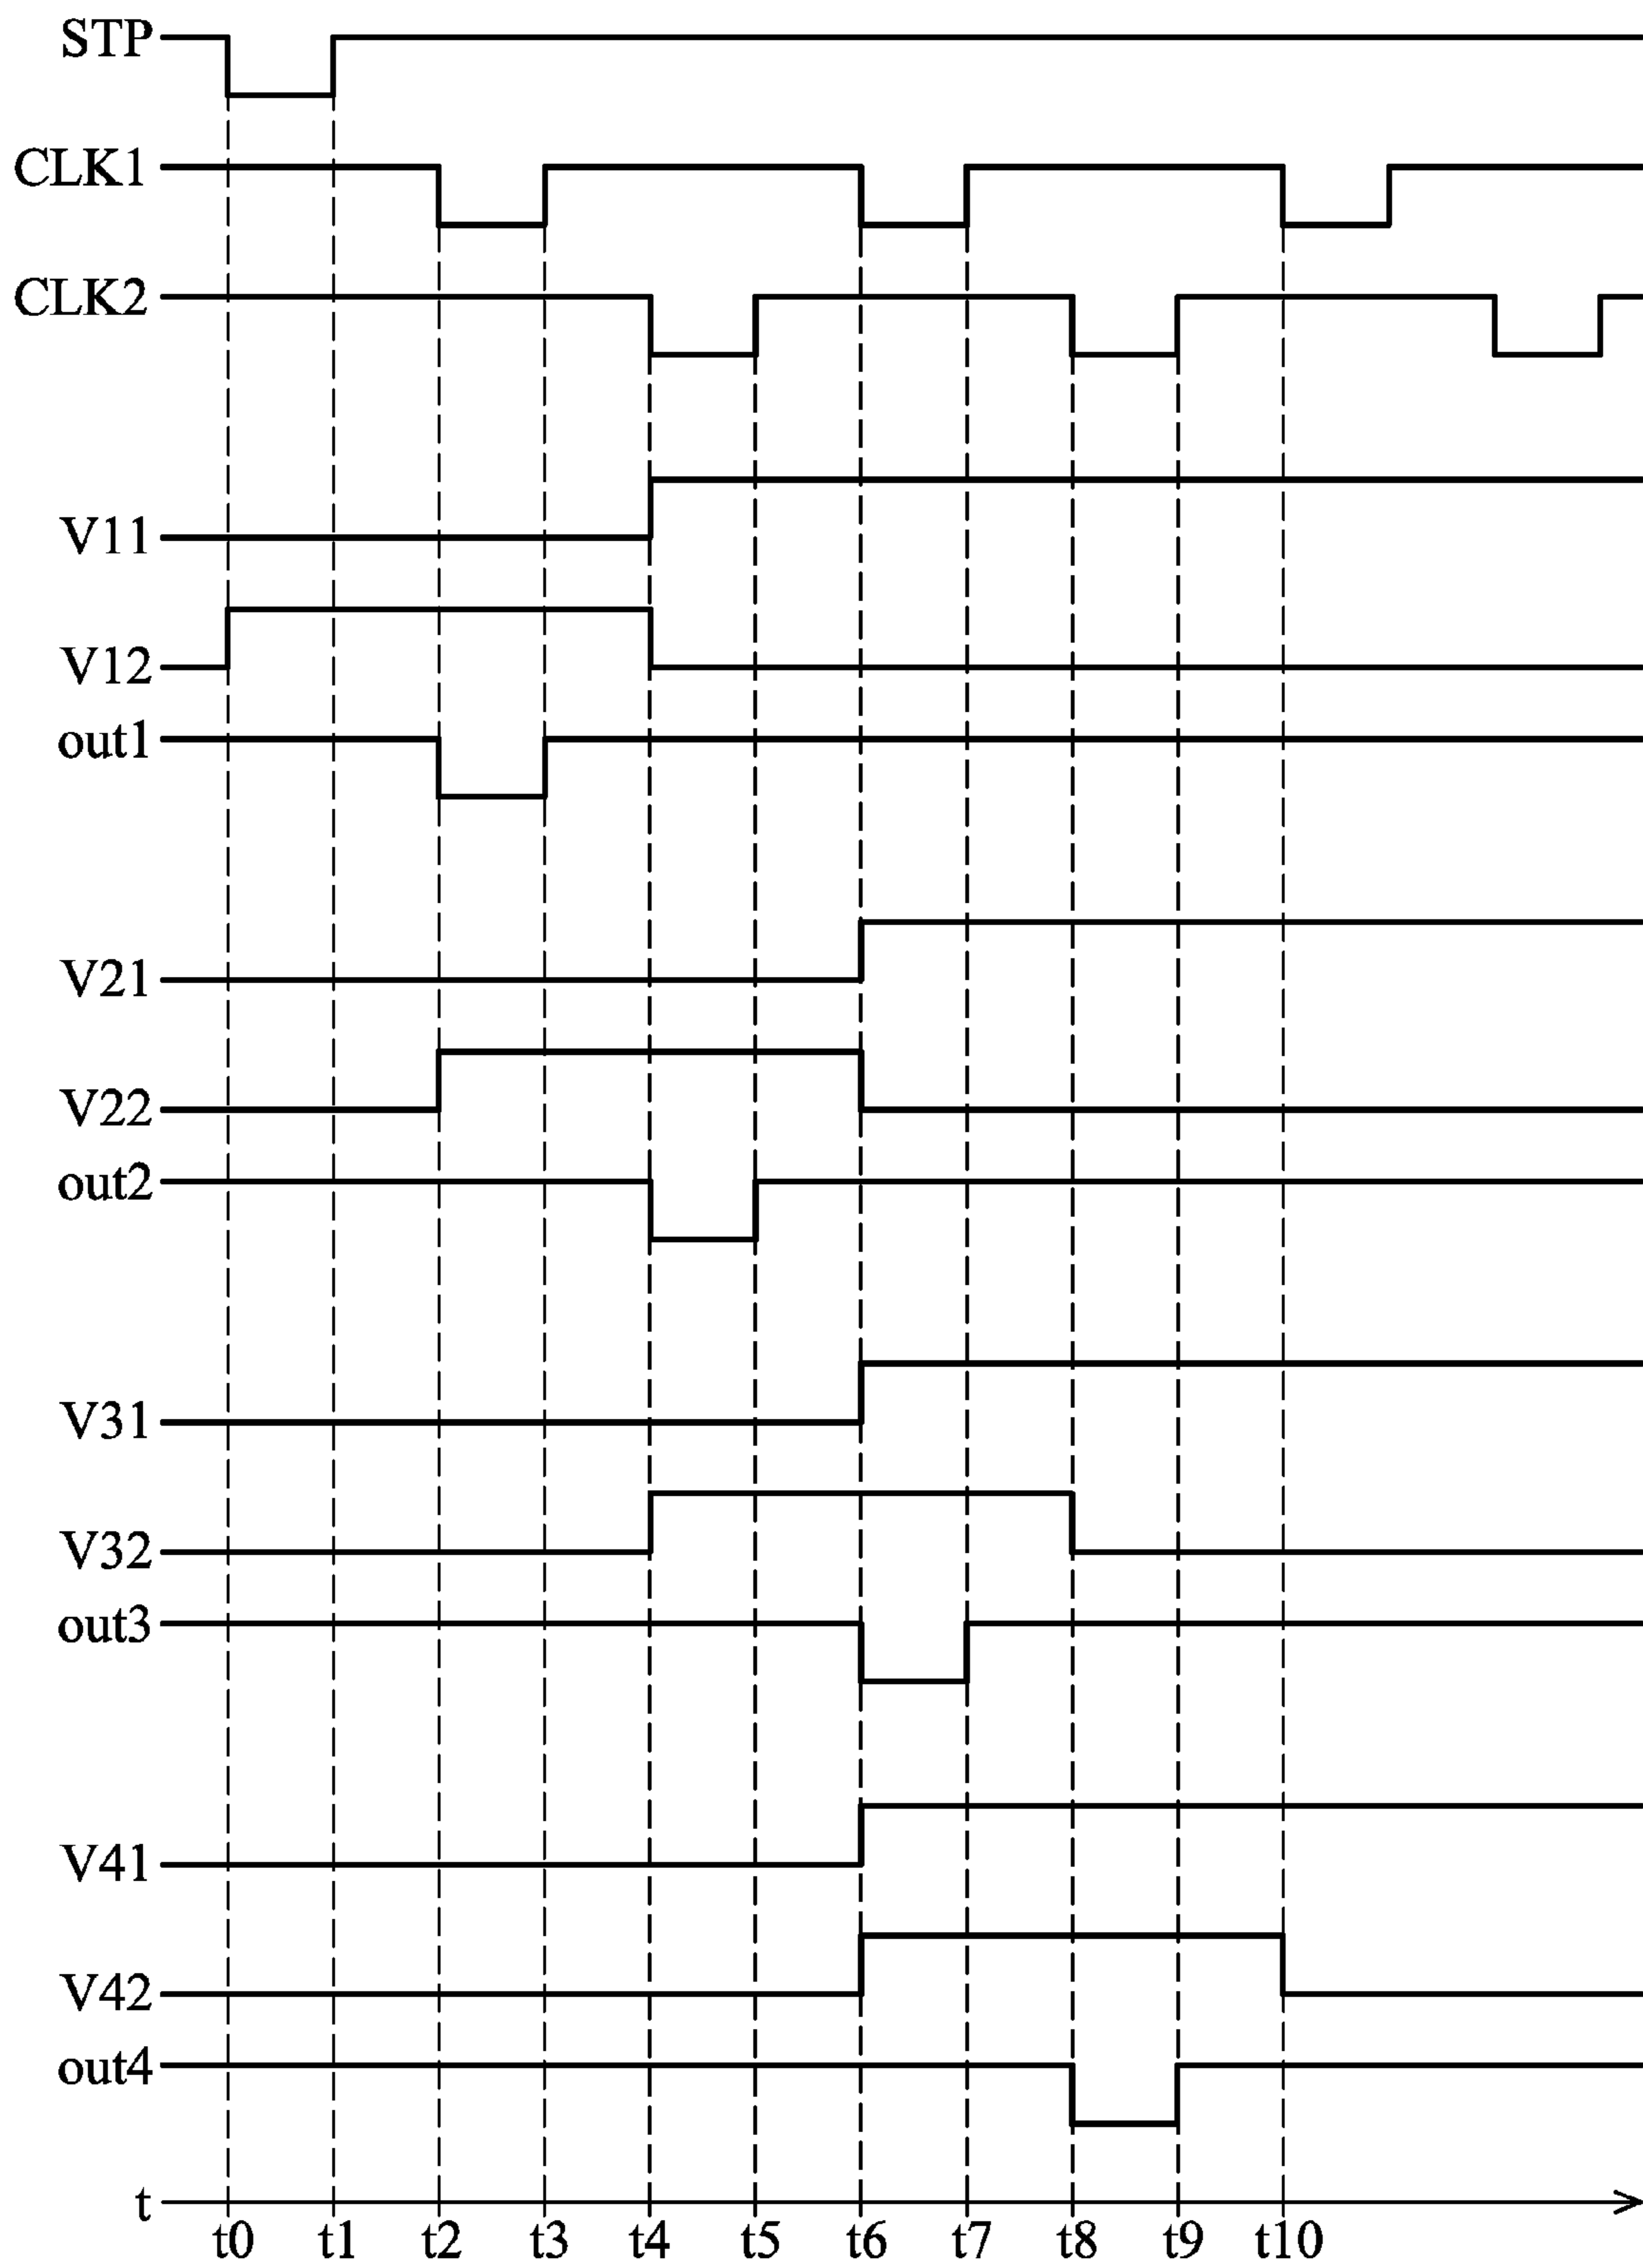 STP
CLK1
CLK2
V11
V12
out1
V21
V22
out2
V31
V32
out3
V41
V42
out4
t
t0 t1 t2 t3 t4 t5 t6 t7 t8 t9 t10